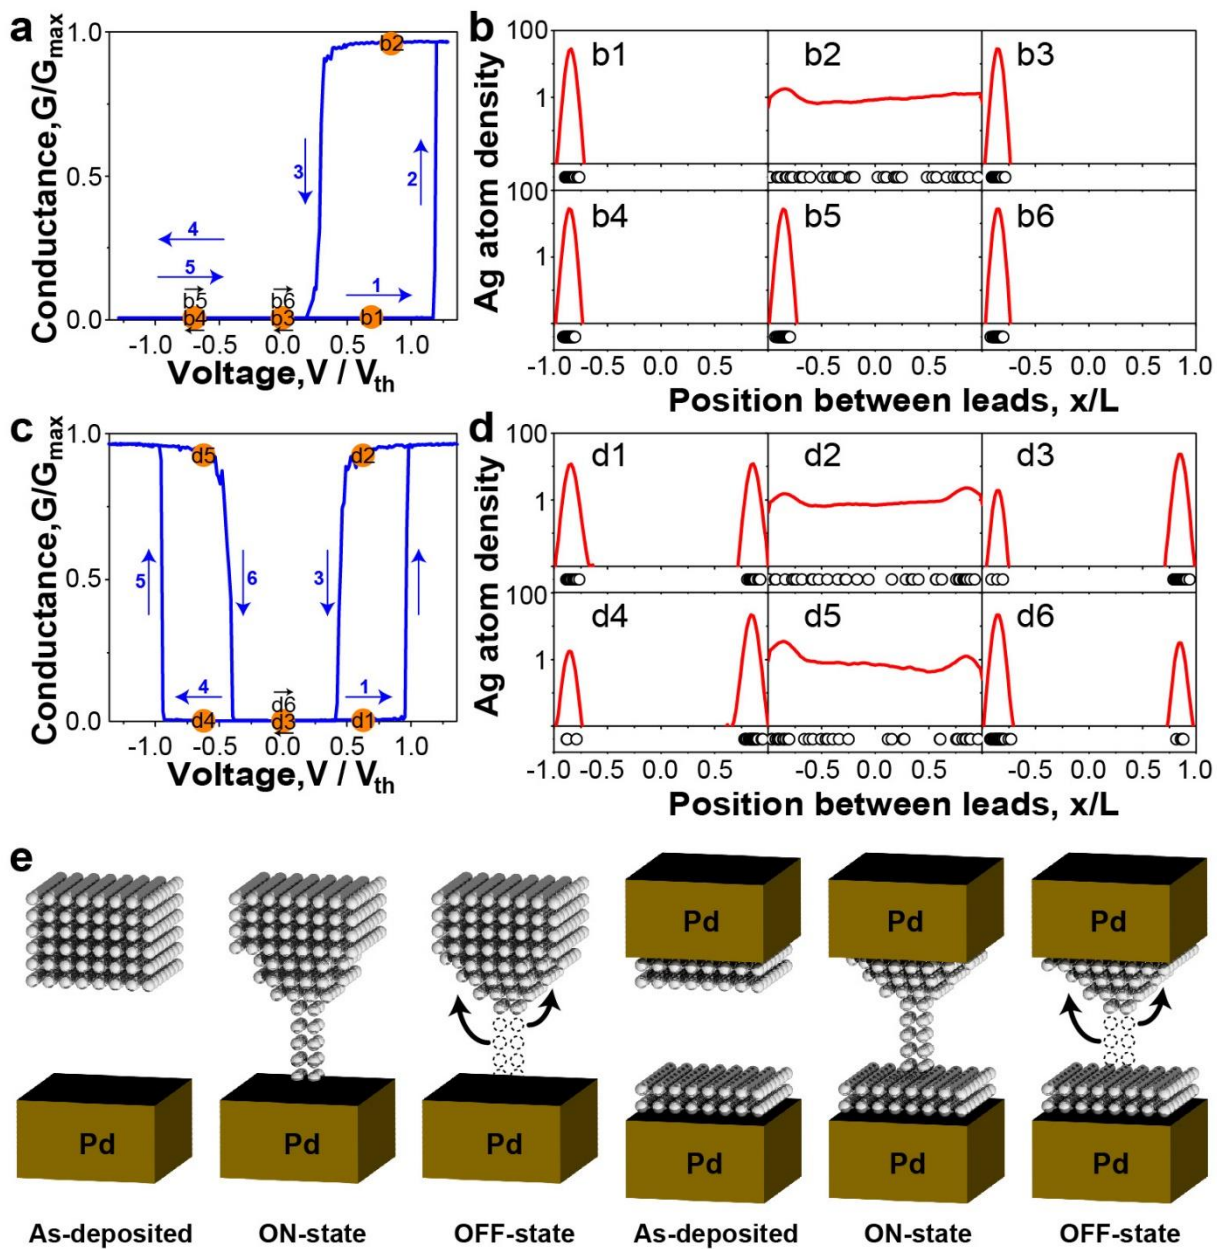 a
Conductance,G/Gmax
1.0
0.5
0.0
b2
3
2
4
5
1
b5
b4
b6
b3
b1
-1.0 -0.5 0.0 0.5 1.0
Voltage,V / Vth
b
Ag atom density
100
1
100
1
b1
b2
b3
b4
b5
b6
-1.0 -0.5 0.0 0.5 -0.5 0.0 0.5 -0.5 0.0 0.5 1.0
Position between leads, x/L
c
Conductance,G/Gmax
1.0
0.5
0.0
d5
d2
5
6
3
4
1
d4
d6
d3
d1
-1.0 -0.5 0.0 0.5 1.0
Voltage,V / Vth
d
Ag atom density
100
1
100
1
d1
d2
d3
d4
d5
d6
-1.0 -0.5 0.0 0.5 -0.5 0.0 0.5 -0.5 0.0 0.5 1.0
Position between leads, x/L
e
Pd
Pd
Pd
Pd
Pd
Pd
Pd
Pd
As-deposited
ON-state
OFF-state
As-deposited
ON-state
OFF-state